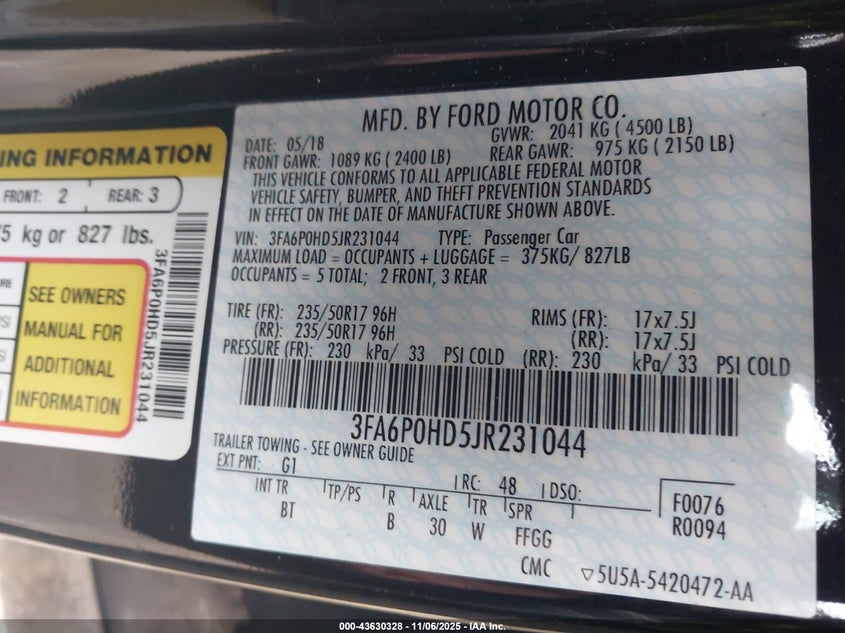 ING INFORMATION
FRONT: 2 REAR: 3
5 kg or 827 lbs.
SEE OWNERS
MANUAL FOR
ADDITIONAL
INFORMATION
3FA6P0HD5JR231044
MFD. BY FORD MOTOR CO.
DATE: 05/18 GVWR: 2041 KG ( 4500 LB)
FRONT GAWR: 1089 KG ( 2400 LB) REAR GAWR: 975 KG ( 2150 LB)
THIS VEHICLE CONFORMS TO ALL APPLICABLE FEDERAL MOTOR
VEHICLE SAFETY, BUMPER, AND THEFT PREVENTION STANDARDS
IN EFFECT ON THE DATE OF MANUFACTURE SHOWN ABOVE.
VIN: 3FA6P0HD5JR231044 TYPE: Passenger Car
MAXIMUM LOAD = OCCUPANTS + LUGGAGE = 375KG/ 827LB
OCCUPANTS = 5 TOTAL; 2 FRONT, 3 REAR
TIRE (FR): 235/50R17 96H RIMS (FR): 17x7.5J
(RR): 235/50R17 96H (RR): 17x7.5J
PRESSURE (FR): 230 kPa/ 33 PSI COLD (RR): 230 kPa/ 33 PSI COLD
3FA6P0HD5JR231044
TRAILER TOWING - SEE OWNER GUIDE
EXT PNT: G1 RC: 48 DSO: F0076
R0094
INT TR TP/PS R AXLE TR SPR
BT B 30 W FFGG
CMC ▽5U5A-5420472-AA
000-43630328 - 11/06/2025 - IAA Inc.